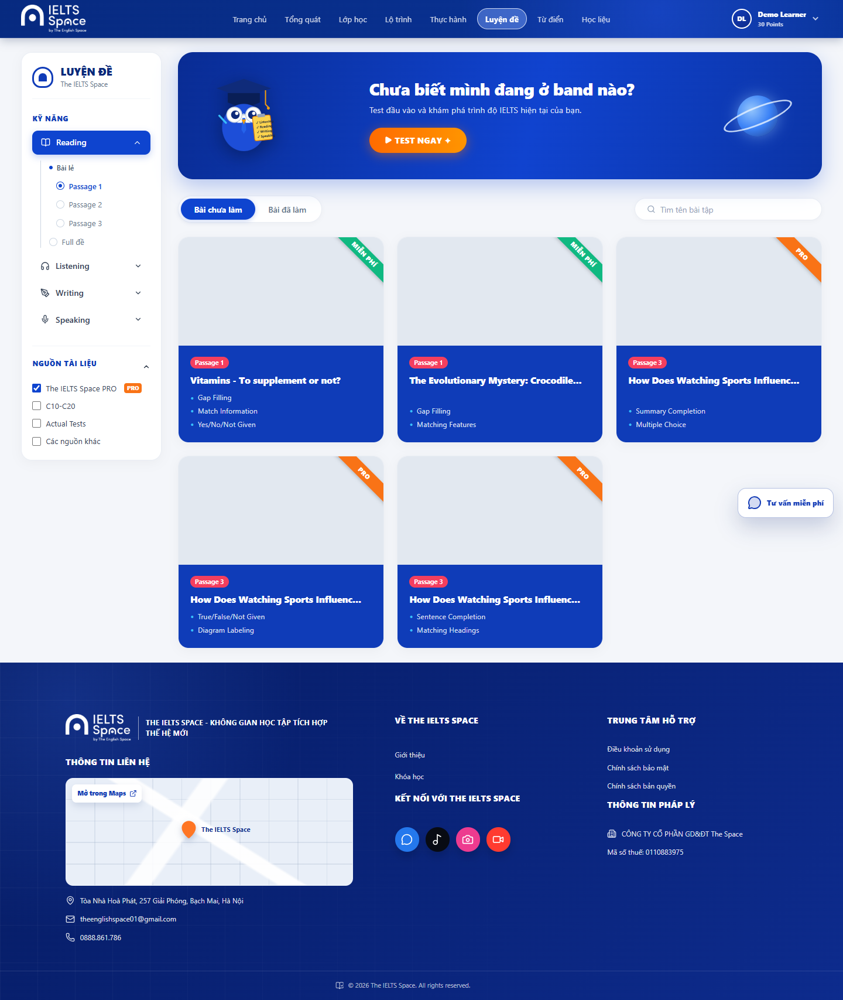 IELTS
Space
by The English Space
Trang chủ
Tổng quát
Lớp học
Lộ trình
Thực hành
Luyện đề
Từ điển
Học liệu
DL
Demo Learner
30 Points
LUYỆN ĐỀ
The IELTS Space
KỸ NĂNG
Reading
Bài lẻ
Passage 1
Passage 2
Passage 3
Full đề
Listening
Writing
Speaking
NGUỒN TÀI LIỆU
The IELTS Space PRO
PRO
C10-C20
Actual Tests
Các nguồn khác
✓ Listening
✓ Reading
✓ Writing
✓ Speaking
Chưa biết mình đang ở band nào?
Test đầu vào và khám phá trình độ IELTS hiện tại của bạn.
TEST NGAY ✦
Bài chưa làm
Bài đã làm
Tìm tên bài tập
MIỄN PHÍ
Passage 1
Vitamins - To supplement or not?
Gap Filling
Match Information
Yes/No/Not Given
MIỄN PHÍ
Passage 1
The Evolutionary Mystery: Crocodile...
Gap Filling
Matching Features
PRO
Passage 3
How Does Watching Sports Influenc...
Summary Completion
Multiple Choice
PRO
Passage 3
How Does Watching Sports Influenc...
True/False/Not Given
Diagram Labeling
PRO
Passage 3
How Does Watching Sports Influenc...
Sentence Completion
Matching Headings
Tư vấn miễn phí
IELTS
Space
by The English Space
THE IELTS SPACE - KHÔNG GIAN HỌC TẬP TÍCH HỢP
THẾ HỆ MỚI
THÔNG TIN LIÊN HỆ
Mở trong Maps
The IELTS Space
Tòa Nhà Hoà Phát, 257 Giải Phóng, Bạch Mai, Hà Nội
theenglishspace01@gmail.com
0888.861.786
VỀ THE IELTS SPACE
Giới thiệu
Khóa học
KẾT NỐI VỚI THE IELTS SPACE
TRUNG TÂM HỖ TRỢ
Điều khoản sử dụng
Chính sách bảo mật
Chính sách bản quyền
THÔNG TIN PHÁP LÝ
CÔNG TY CỔ PHẦN GD&ĐT The Space
Mã số thuế: 0110883975
© 2026 The IELTS Space. All rights reserved.